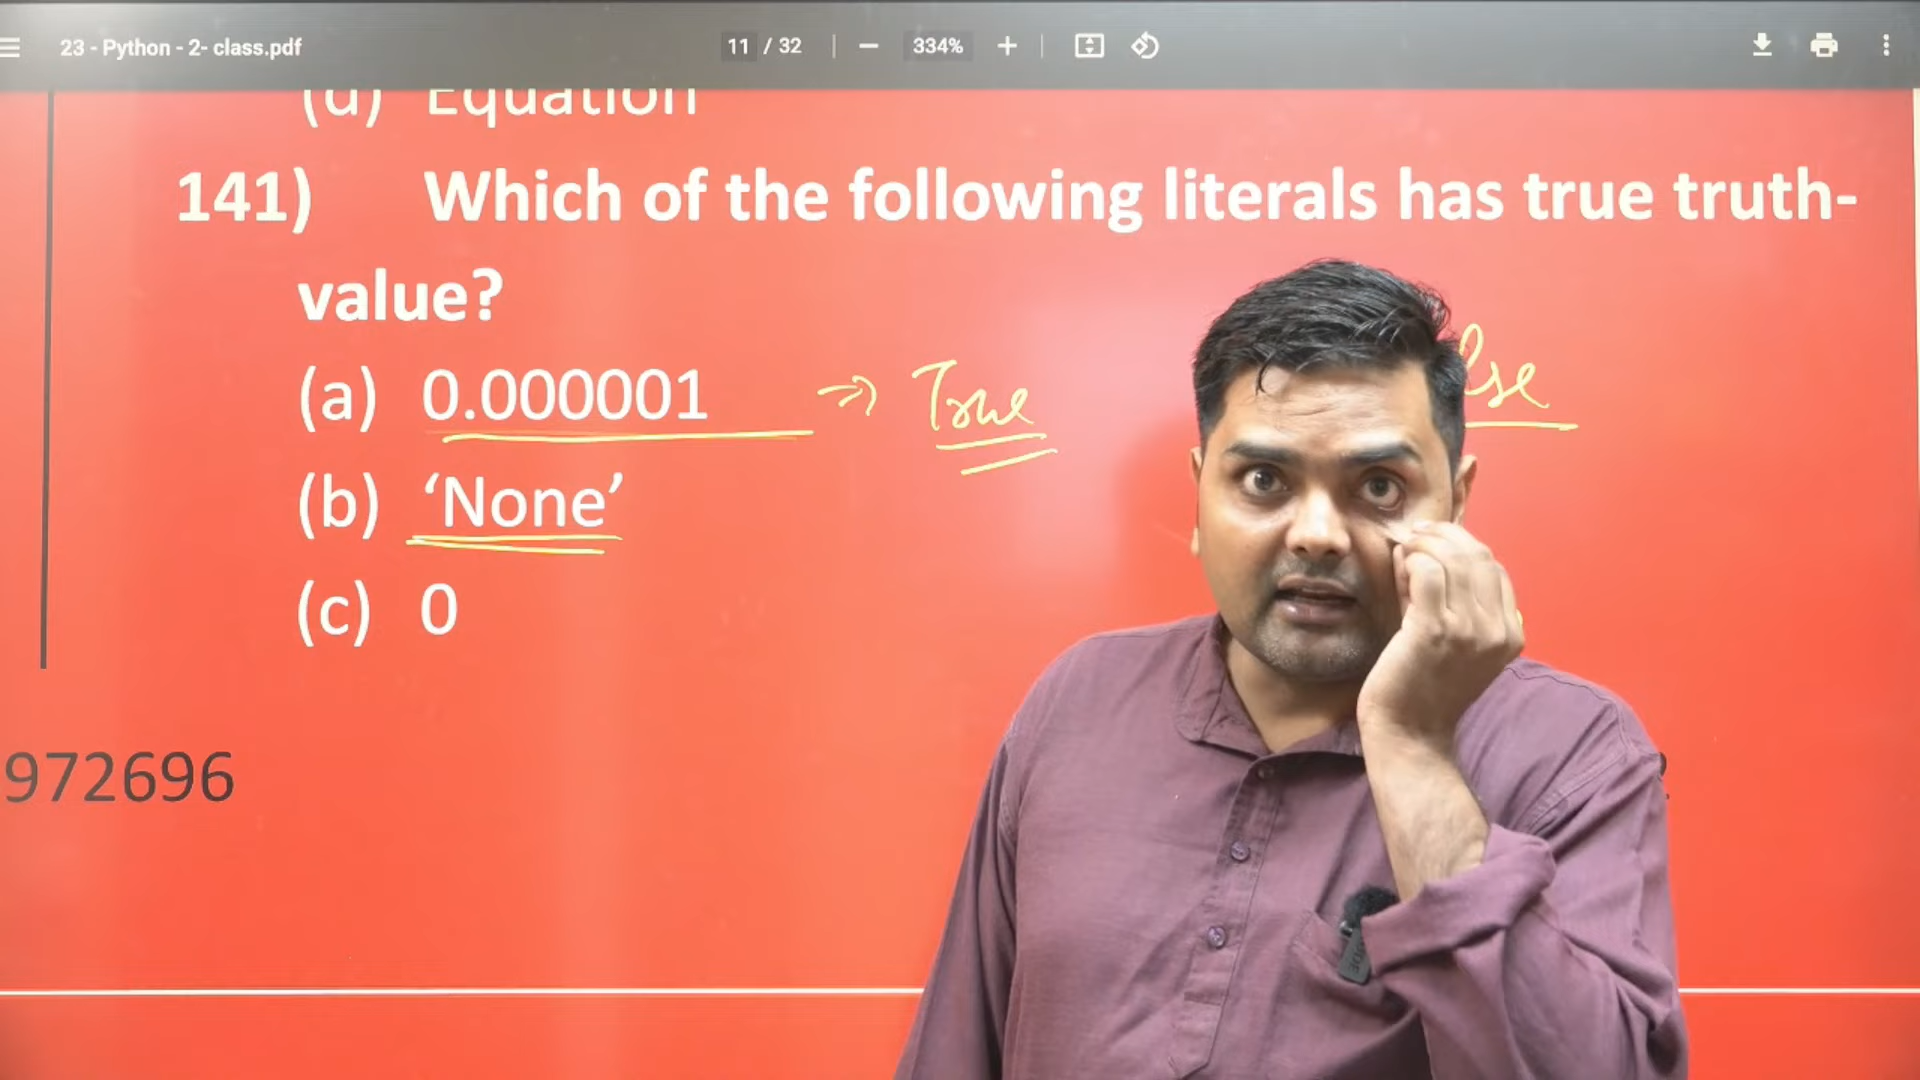 23 - Python - 2- class.pdf
11 / 32
334%
(d) Equation
141) Which of the following literals has true truth-
value?
(a) 0.000001 → True
(b) ‘None’
(c) 0
972696